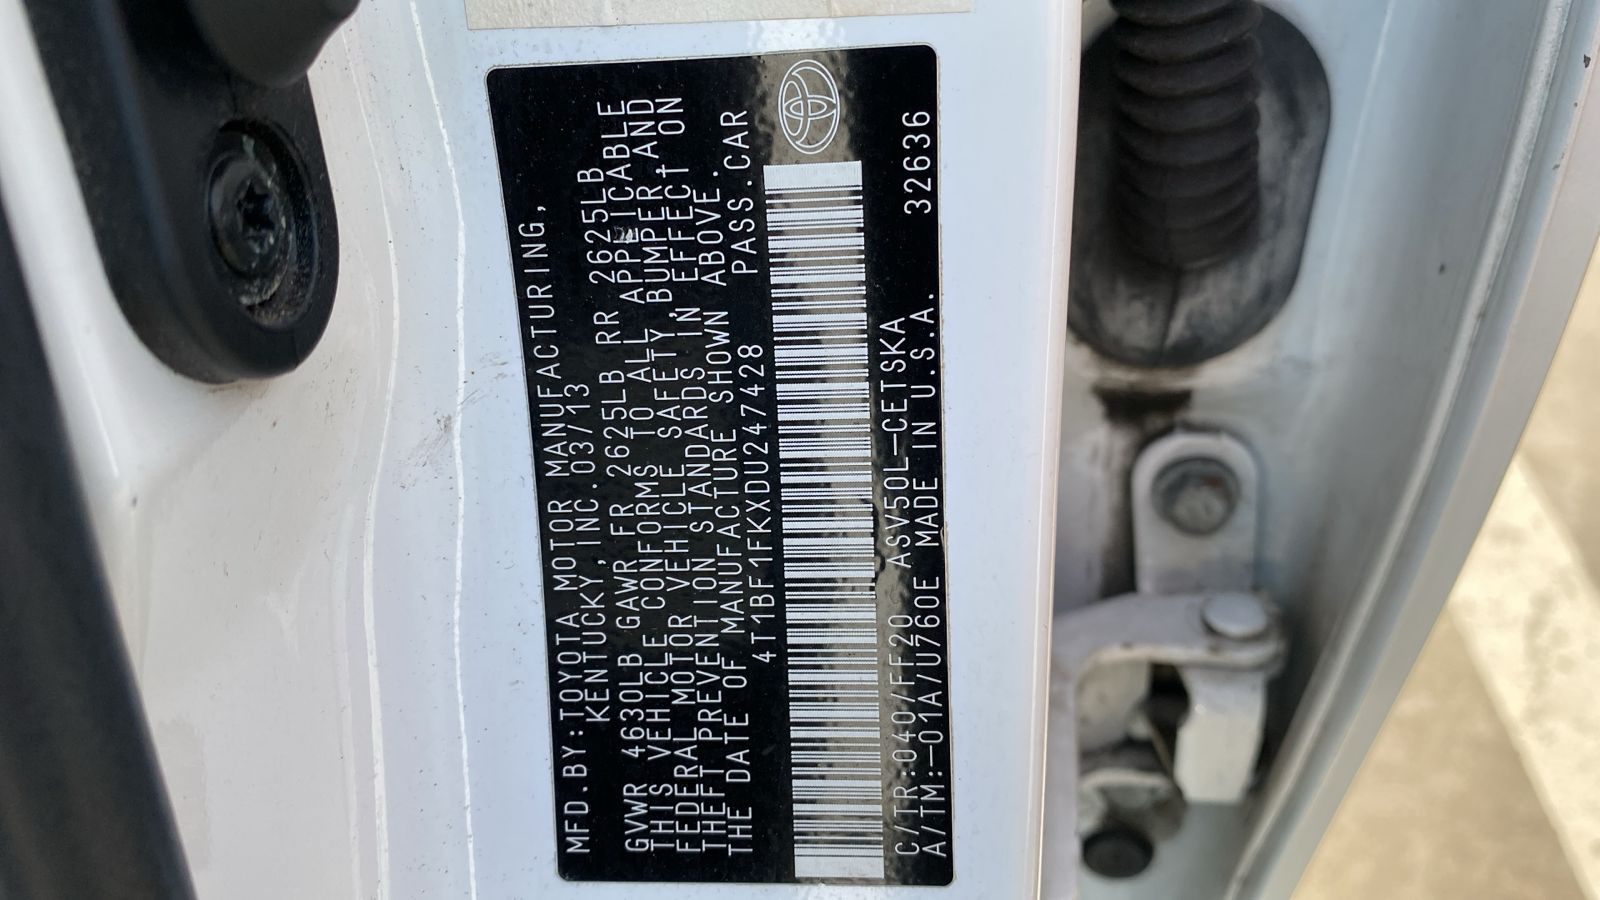 MFD.BY:TOYOTA MOTOR MANUFACTURING,
KENTUCKY, INC. 03/13
GVWR 4630LB GAWR FR 2625LB RR 2625LB
THIS VEHICLE CONFORMS TO ALL APPLICABLE
FEDERAL MOTOR VEHICLE SAFETY, BUMPER, AND
THEFT PREVENTION STANDARDS IN EFFECT ON
THE DATE OF MANUFACTURE SHOWN ABOVE.
4T1BF1FKXDU247428 PASS.CAR
C/TR:040/FF20 ASV50L-CETSKA
A/TM:-01A/U760E MADE IN U.S.A. 32636